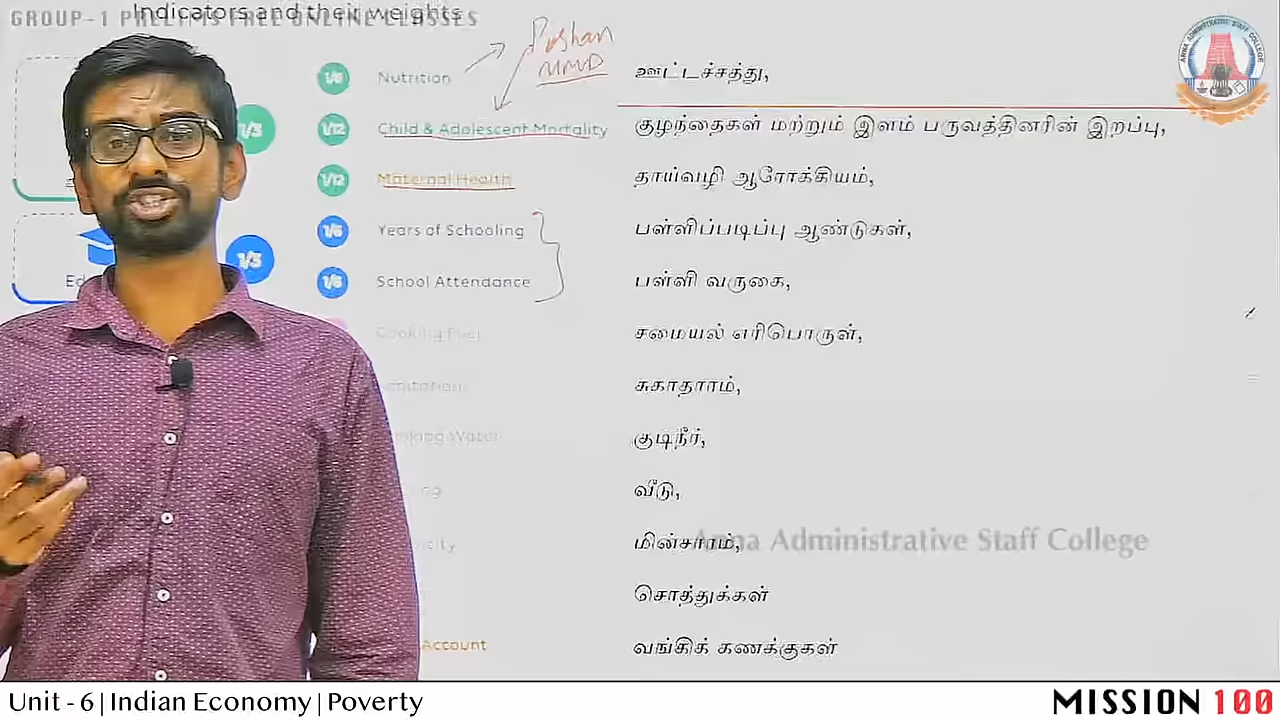 GROUP-1 PRELIMS FREE ONLINE CLASSES
Indicators and their weights
Poshan
1/6 Nutrition ஊட்டச்சத்து,
1/3
1/12 Child & Adolescent Mortality குழந்தைகள் மற்றும் இளம் பருவத்தினரின் இறப்பு,
1/12 Maternal Health தாய்வழி ஆரோக்கியம்,
1/6 Years of Schooling பள்ளிப்படிப்பு ஆண்டுகள்,
1/3
1/6 School Attendance பள்ளி வருகை,
Cooking Fuel சமையல் எரிபொருள்,
சுகாதாரம்,
Water குடிநீர்,
வீடு,
மின்சாரம்,
Anna Administrative Staff College
சொத்துக்கள்
Account வங்கிக் கணக்குகள்
Unit - 6 | Indian Economy | Poverty
MISSION 100